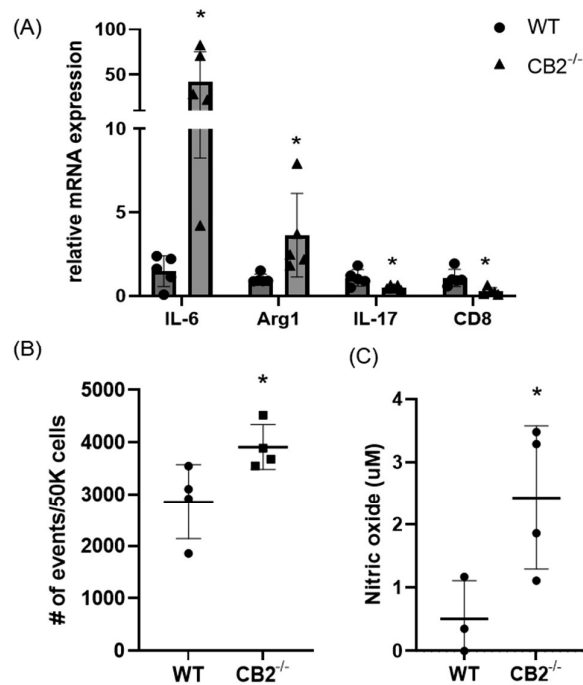 (A)
relative mRNA expression
100
50
10
5
0
*
*
*
*
IL-6
Arg1
IL-17
CD8
WT
CB2⁻/⁻
(B)
# of events/50K cells
5000
4000
3000
2000
1000
0
*
WT
CB2⁻/⁻
(C)
Nitric oxide (uM)
4
3
2
1
0
*
WT
CB2⁻/⁻